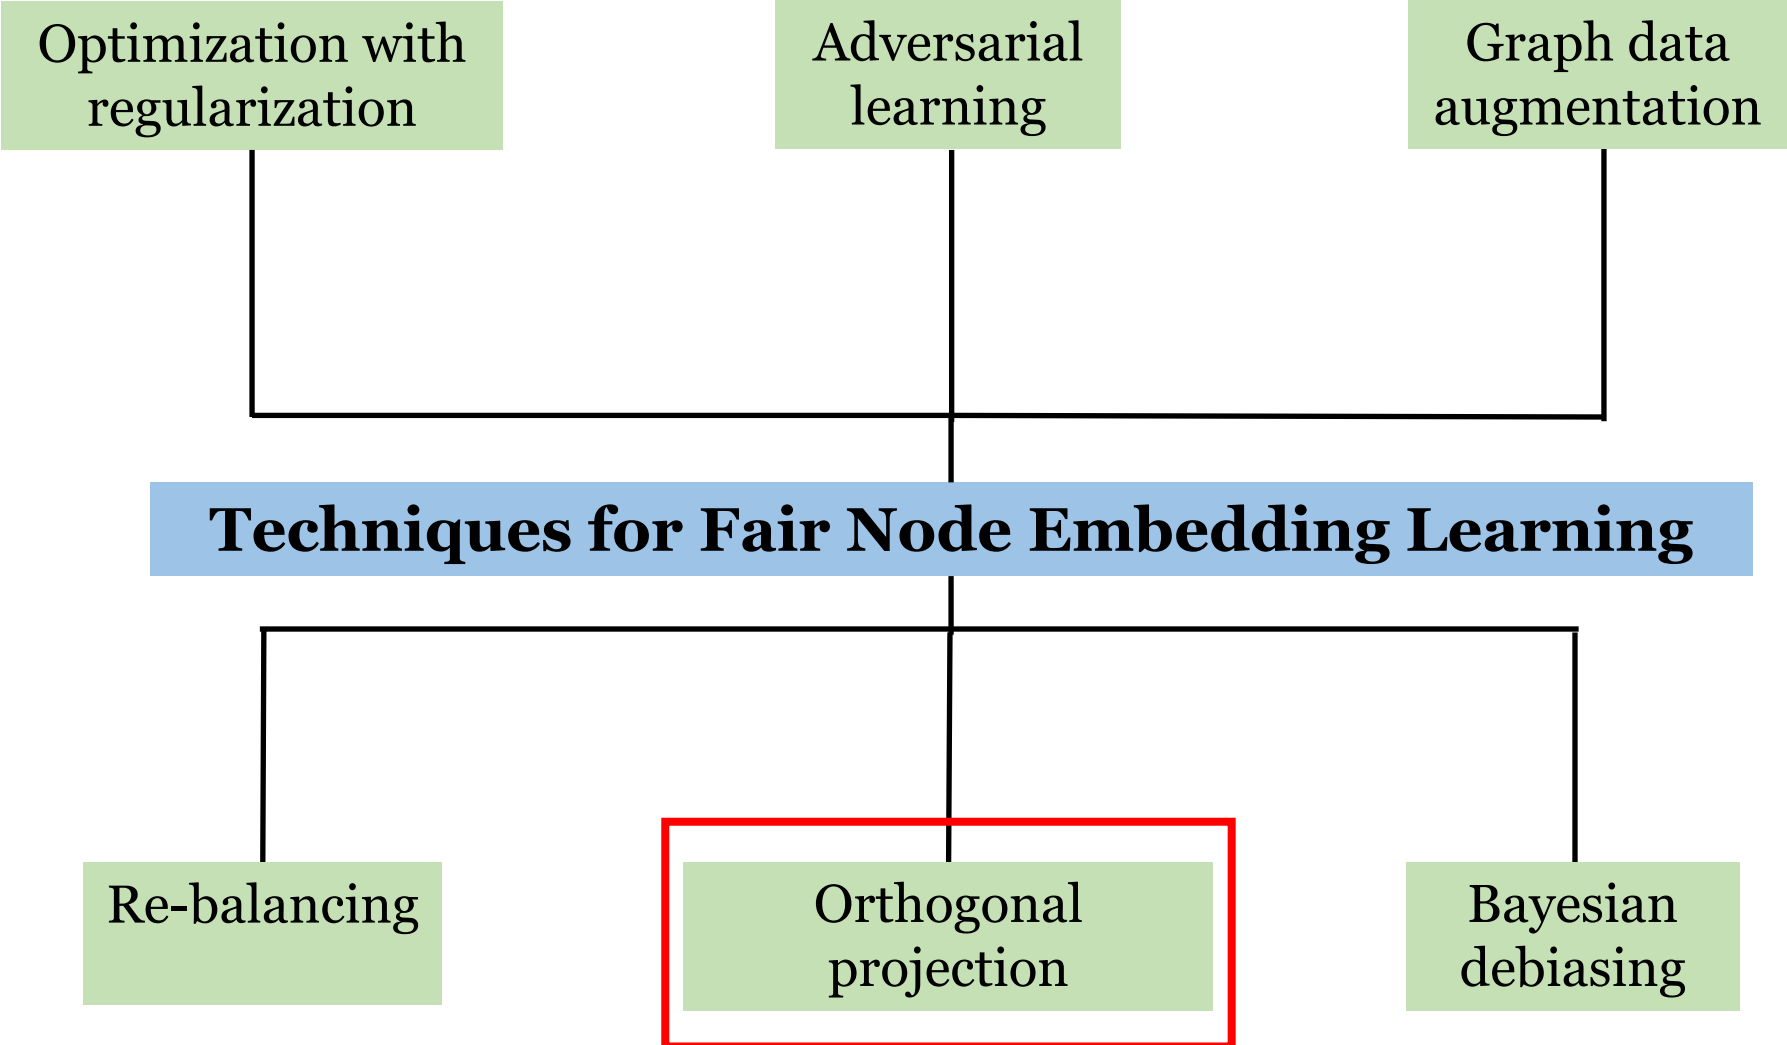 Optimization with
regularization
Adversarial
learning
Graph data
augmentation
Techniques for Fair Node Embedding Learning
Re-balancing
Orthogonal
projection
Bayesian
debiasing